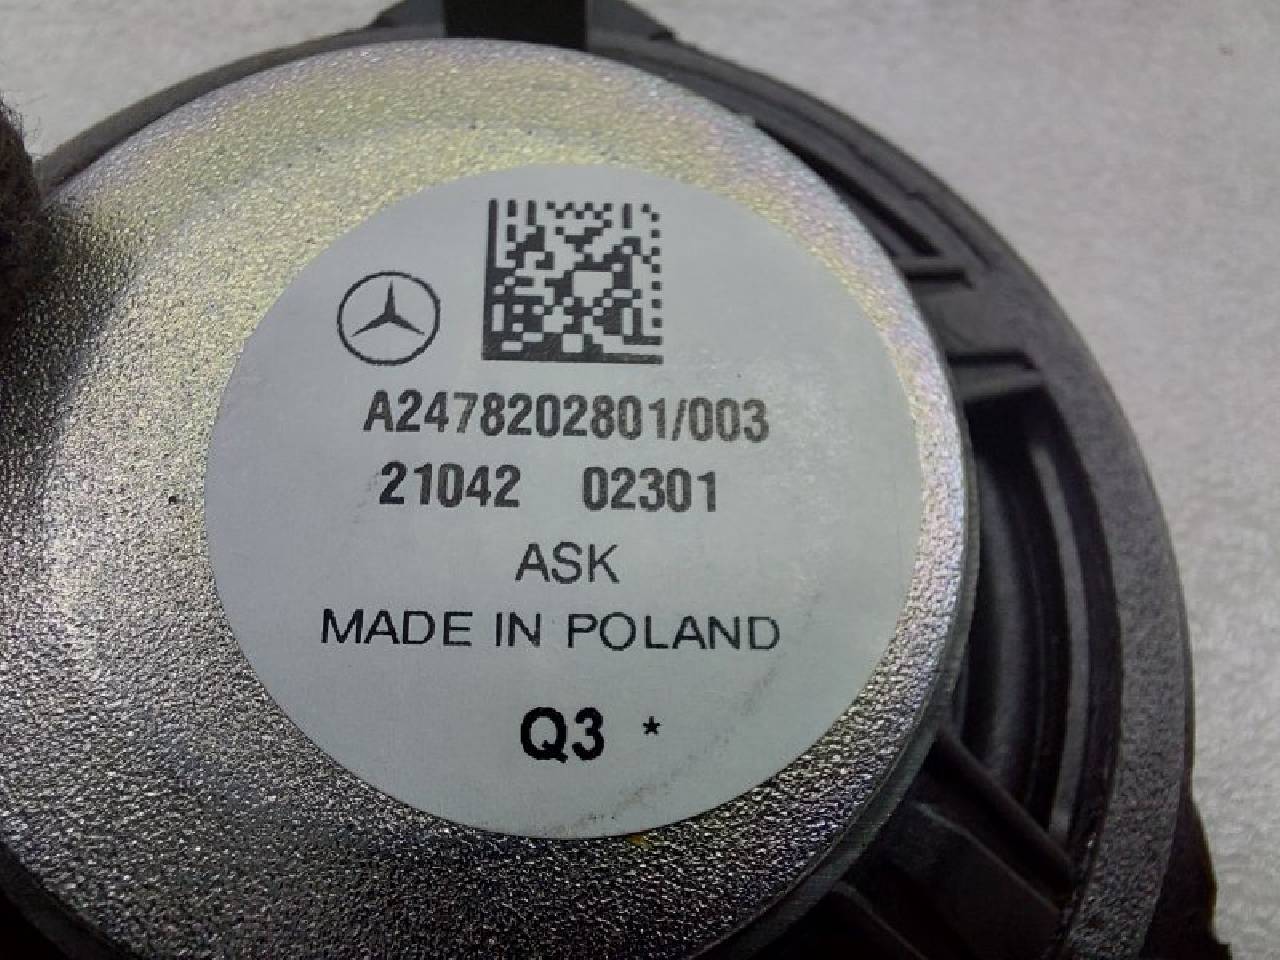 A2478202801/003
21042 02301
ASK
MADE IN POLAND
Q3 *